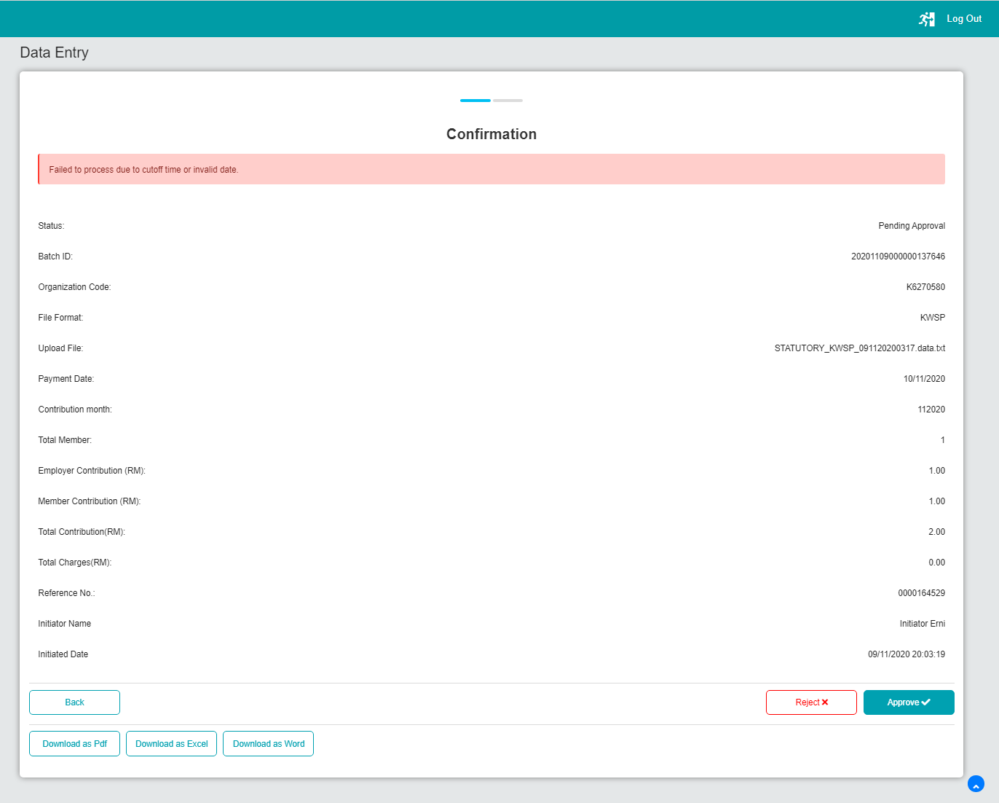 Log Out
Data Entry
Confirmation
Failed to process due to cutoff time or invalid date.
Status: Pending Approval
Batch ID: 20201109000000137646
Organization Code: K6270580
File Format: KWSP
Upload File: STATUTORY_KWSP_091120200317.data.txt
Payment Date: 10/11/2020
Contribution month: 112020
Total Member: 1
Employer Contribution (RM): 1.00
Member Contribution (RM): 1.00
Total Contribution(RM): 2.00
Total Charges(RM): 0.00
Reference No.: 0000164529
Initiator Name Initiator Erni
Initiated Date 09/11/2020 20:03:19
Back Reject Approve
Download as Pdf Download as Excel Download as Word